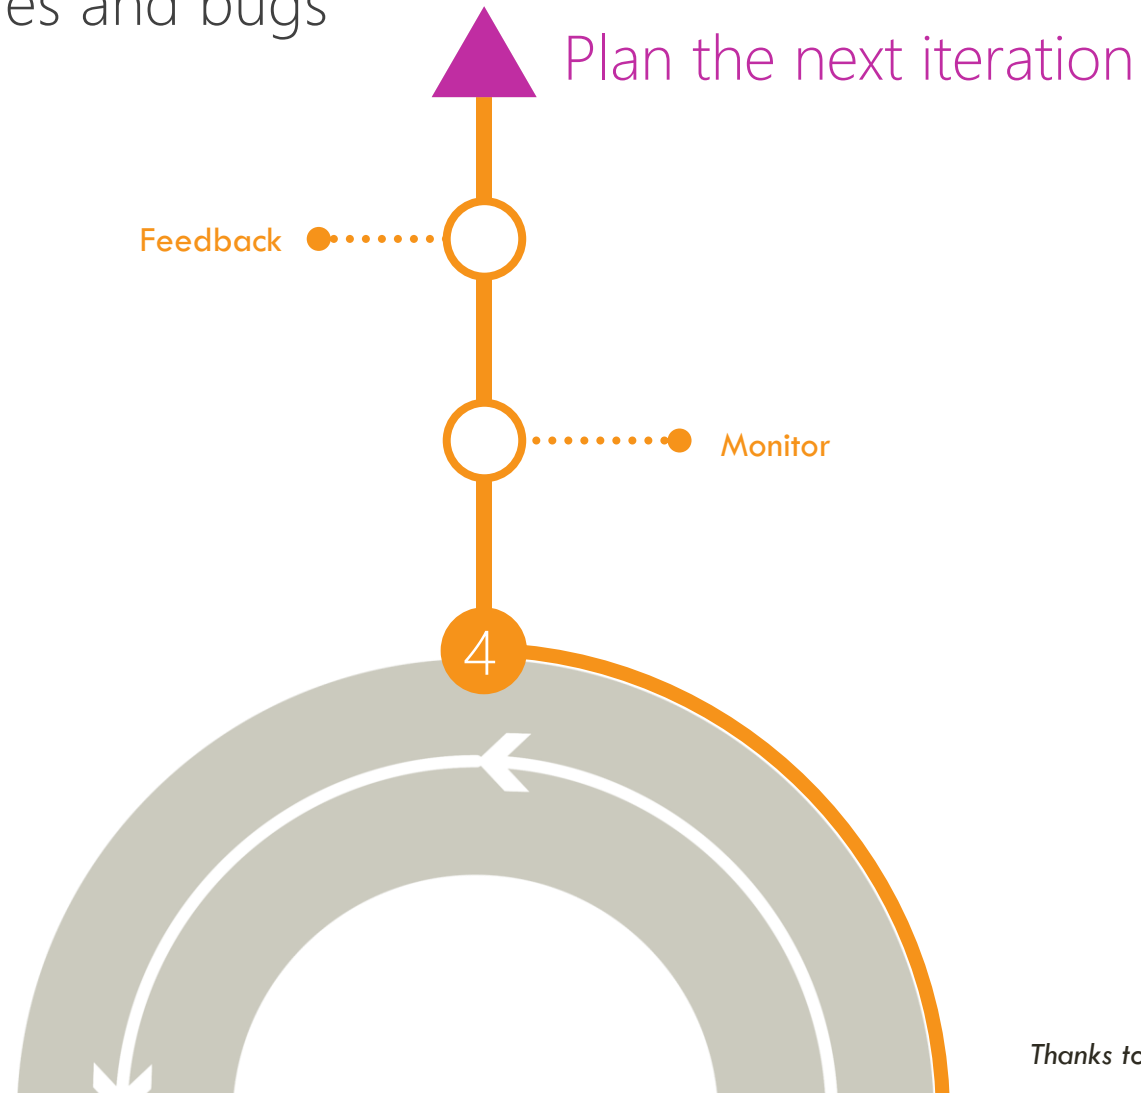 es and bugs
Plan the next iteration
Feedback
Monitor
4
Thanks to